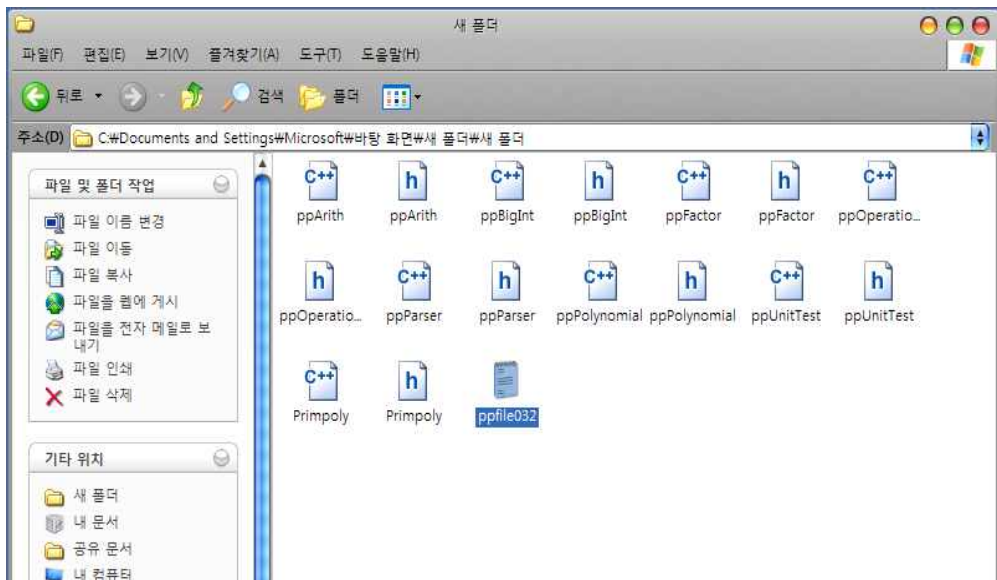 새 폴더
파일(F) 편집(E) 보기(V) 즐겨찾기(A) 도구(T) 도움말(H)
뒤로 검색 폴더
주소(D) C:₩Documents and Settings₩Microsoft₩바탕 화면₩새 폴더₩새 폴더
파일 및 폴더 작업
파일 이름 변경
파일 이동
파일 복사
파일을 웹에 게시
파일을 전자 메일로 보
내기
파일 인쇄
파일 삭제
기타 위치
새 폴더
내 문서
공유 문서
내 컴퓨터
C++ h C++ h C++ h C++
ppArith ppArith ppBigInt ppBigInt ppFactor ppFactor ppOperatio...
h C++ h C++ h C++ h
ppOperatio... ppParser ppParser ppPolynomial ppPolynomial ppUnitTest ppUnitTest
C++ h
Primpoly Primpoly ppfile032